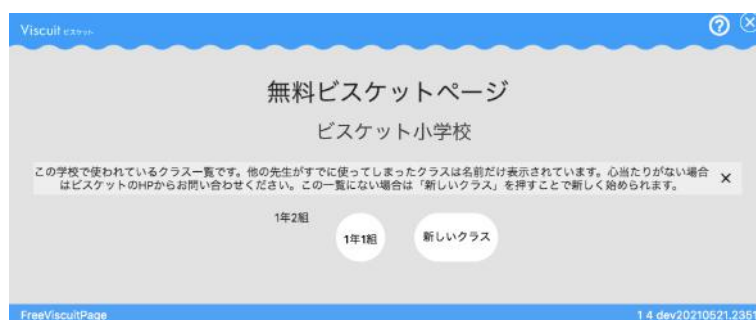 Viscuit ビスケット
無料ビスケットページ
ビスケット小学校
この学校で使われているクラス一覧です。他の先生がすでに使ってしまったクラスは名前だけ表示されています。心当たりがない場合
はビスケットのHPからお問い合わせください。この一覧にない場合は「新しいクラス」を押すことで新しく始められます。
1年2組
1年1組
新しいクラス
FreeViscuitPage
1 4 dev20210521.2351